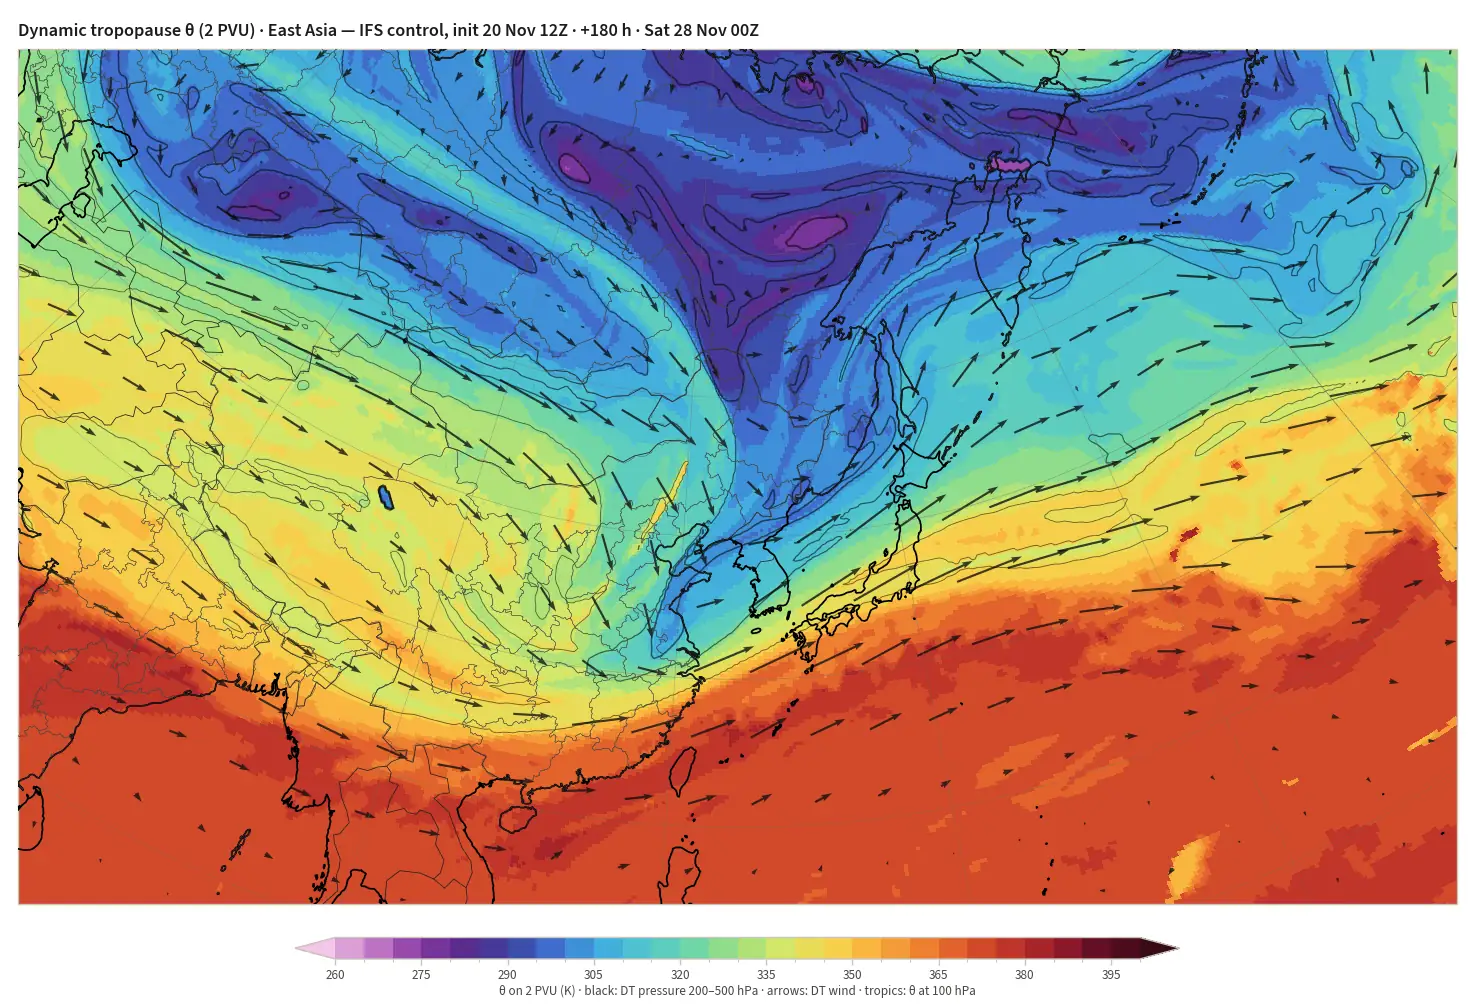 Dynamic tropopause θ (2 PVU) · East Asia — IFS control, init 20 Nov 12Z · +180 h · Sat 28 Nov 00Z
260 275 290 305 320 335 350 365 380 395
θ on 2 PVU (K) · black: DT pressure 200–500 hPa · arrows: DT wind · tropics: θ at 100 hPa